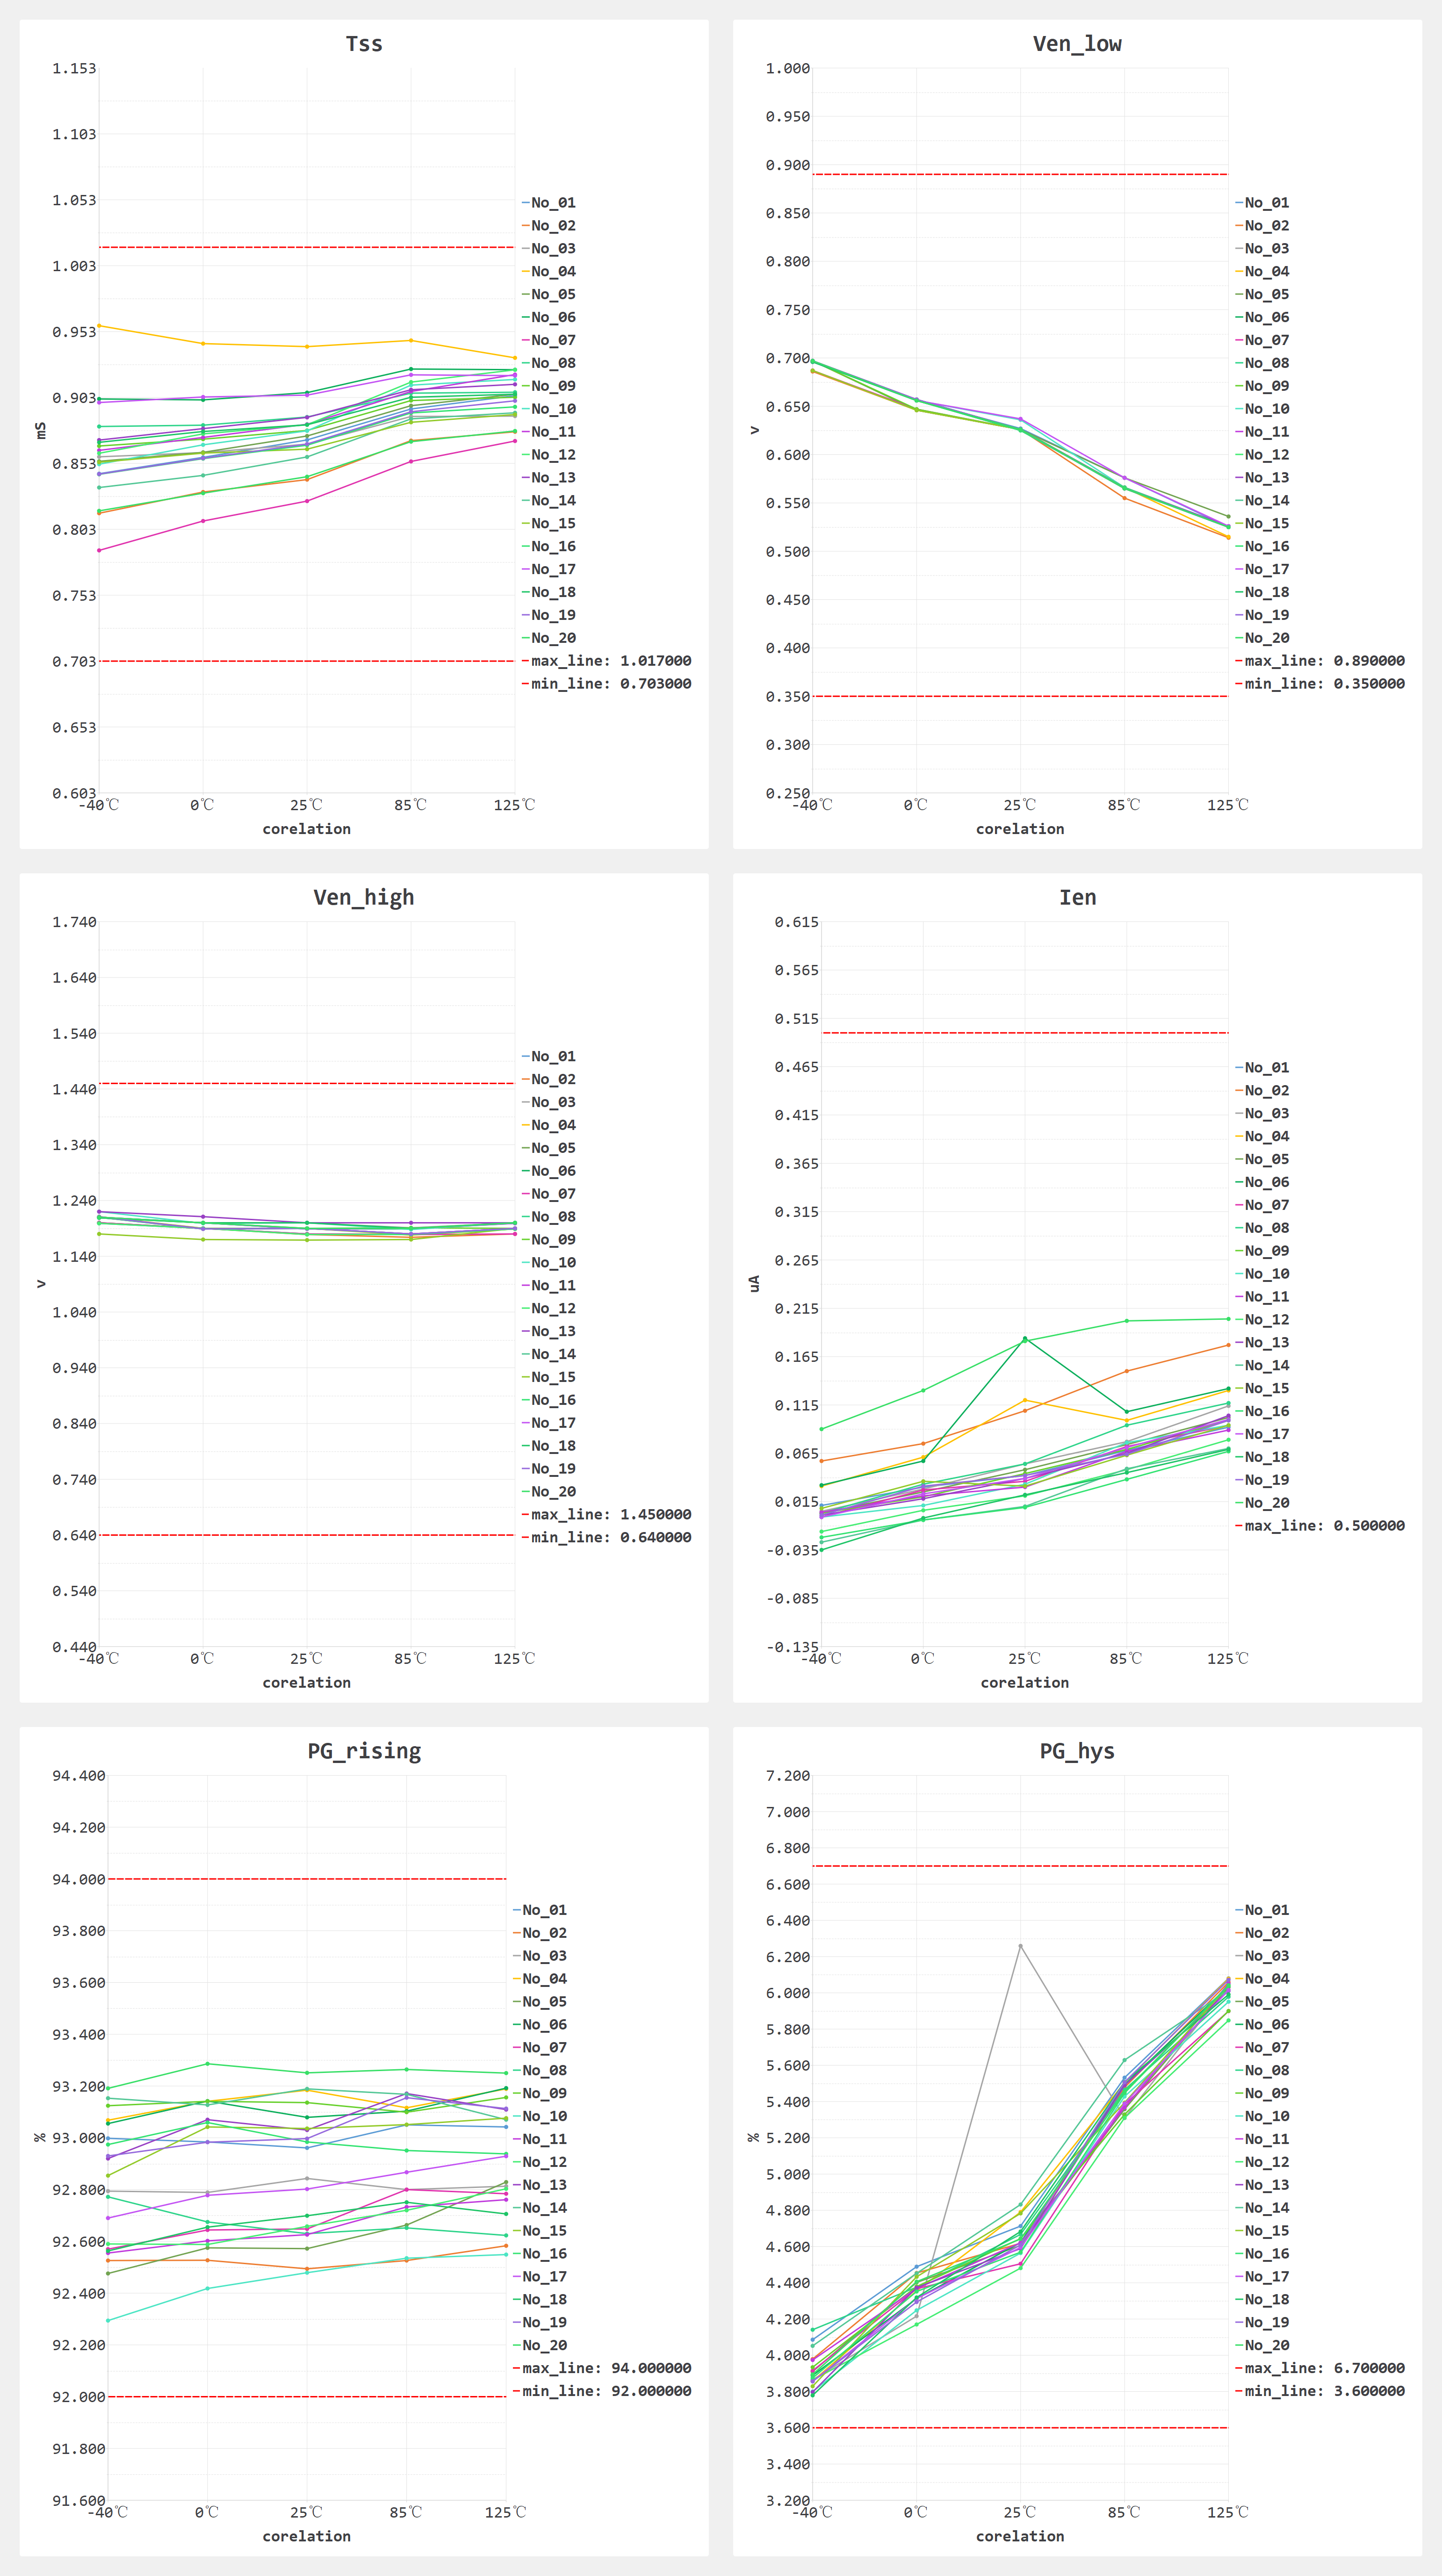 Tss
1.153
1.103
1.053
1.003
0.953
0.903
0.853
0.803
0.753
0.703
0.653
0.603
mS
-40℃ 0℃ 25℃ 85℃ 125℃
corelation
No_01
No_02
No_03
No_04
No_05
No_06
No_07
No_08
No_09
No_10
No_11
No_12
No_13
No_14
No_15
No_16
No_17
No_18
No_19
No_20
max_line: 1.017000
min_line: 0.703000
Ven_low
1.000
0.950
0.900
0.850
0.800
0.750
0.700
0.650
0.600
0.550
0.500
0.450
0.400
0.350
0.300
0.250
v
-40℃ 0℃ 25℃ 85℃ 125℃
corelation
No_01
No_02
No_03
No_04
No_05
No_06
No_07
No_08
No_09
No_10
No_11
No_12
No_13
No_14
No_15
No_16
No_17
No_18
No_19
No_20
max_line: 0.890000
min_line: 0.350000
Ven_high
1.740
1.640
1.540
1.440
1.340
1.240
1.140
1.040
0.940
0.840
0.740
0.640
0.540
0.440
v
-40℃ 0℃ 25℃ 85℃ 125℃
corelation
No_01
No_02
No_03
No_04
No_05
No_06
No_07
No_08
No_09
No_10
No_11
No_12
No_13
No_14
No_15
No_16
No_17
No_18
No_19
No_20
max_line: 1.450000
min_line: 0.640000
Ien
0.615
0.565
0.515
0.465
0.415
0.365
0.315
0.265
0.215
0.165
0.115
0.065
0.015
-0.035
-0.085
-0.135
uA
-40℃ 0℃ 25℃ 85℃ 125℃
corelation
No_01
No_02
No_03
No_04
No_05
No_06
No_07
No_08
No_09
No_10
No_11
No_12
No_13
No_14
No_15
No_16
No_17
No_18
No_19
No_20
max_line: 0.500000
PG_rising
94.400
94.200
94.000
93.800
93.600
93.400
93.200
93.000
92.800
92.600
92.400
92.200
92.000
91.800
91.600
%
-40℃ 0℃ 25℃ 85℃ 125℃
corelation
No_01
No_02
No_03
No_04
No_05
No_06
No_07
No_08
No_09
No_10
No_11
No_12
No_13
No_14
No_15
No_16
No_17
No_18
No_19
No_20
max_line: 94.000000
min_line: 92.000000
PG_hys
7.200
7.000
6.800
6.600
6.400
6.200
6.000
5.800
5.600
5.400
5.200
5.000
4.800
4.600
4.400
4.200
4.000
3.800
3.600
3.400
3.200
%
-40℃ 0℃ 25℃ 85℃ 125℃
corelation
No_01
No_02
No_03
No_04
No_05
No_06
No_07
No_08
No_09
No_10
No_11
No_12
No_13
No_14
No_15
No_16
No_17
No_18
No_19
No_20
max_line: 6.700000
min_line: 3.600000